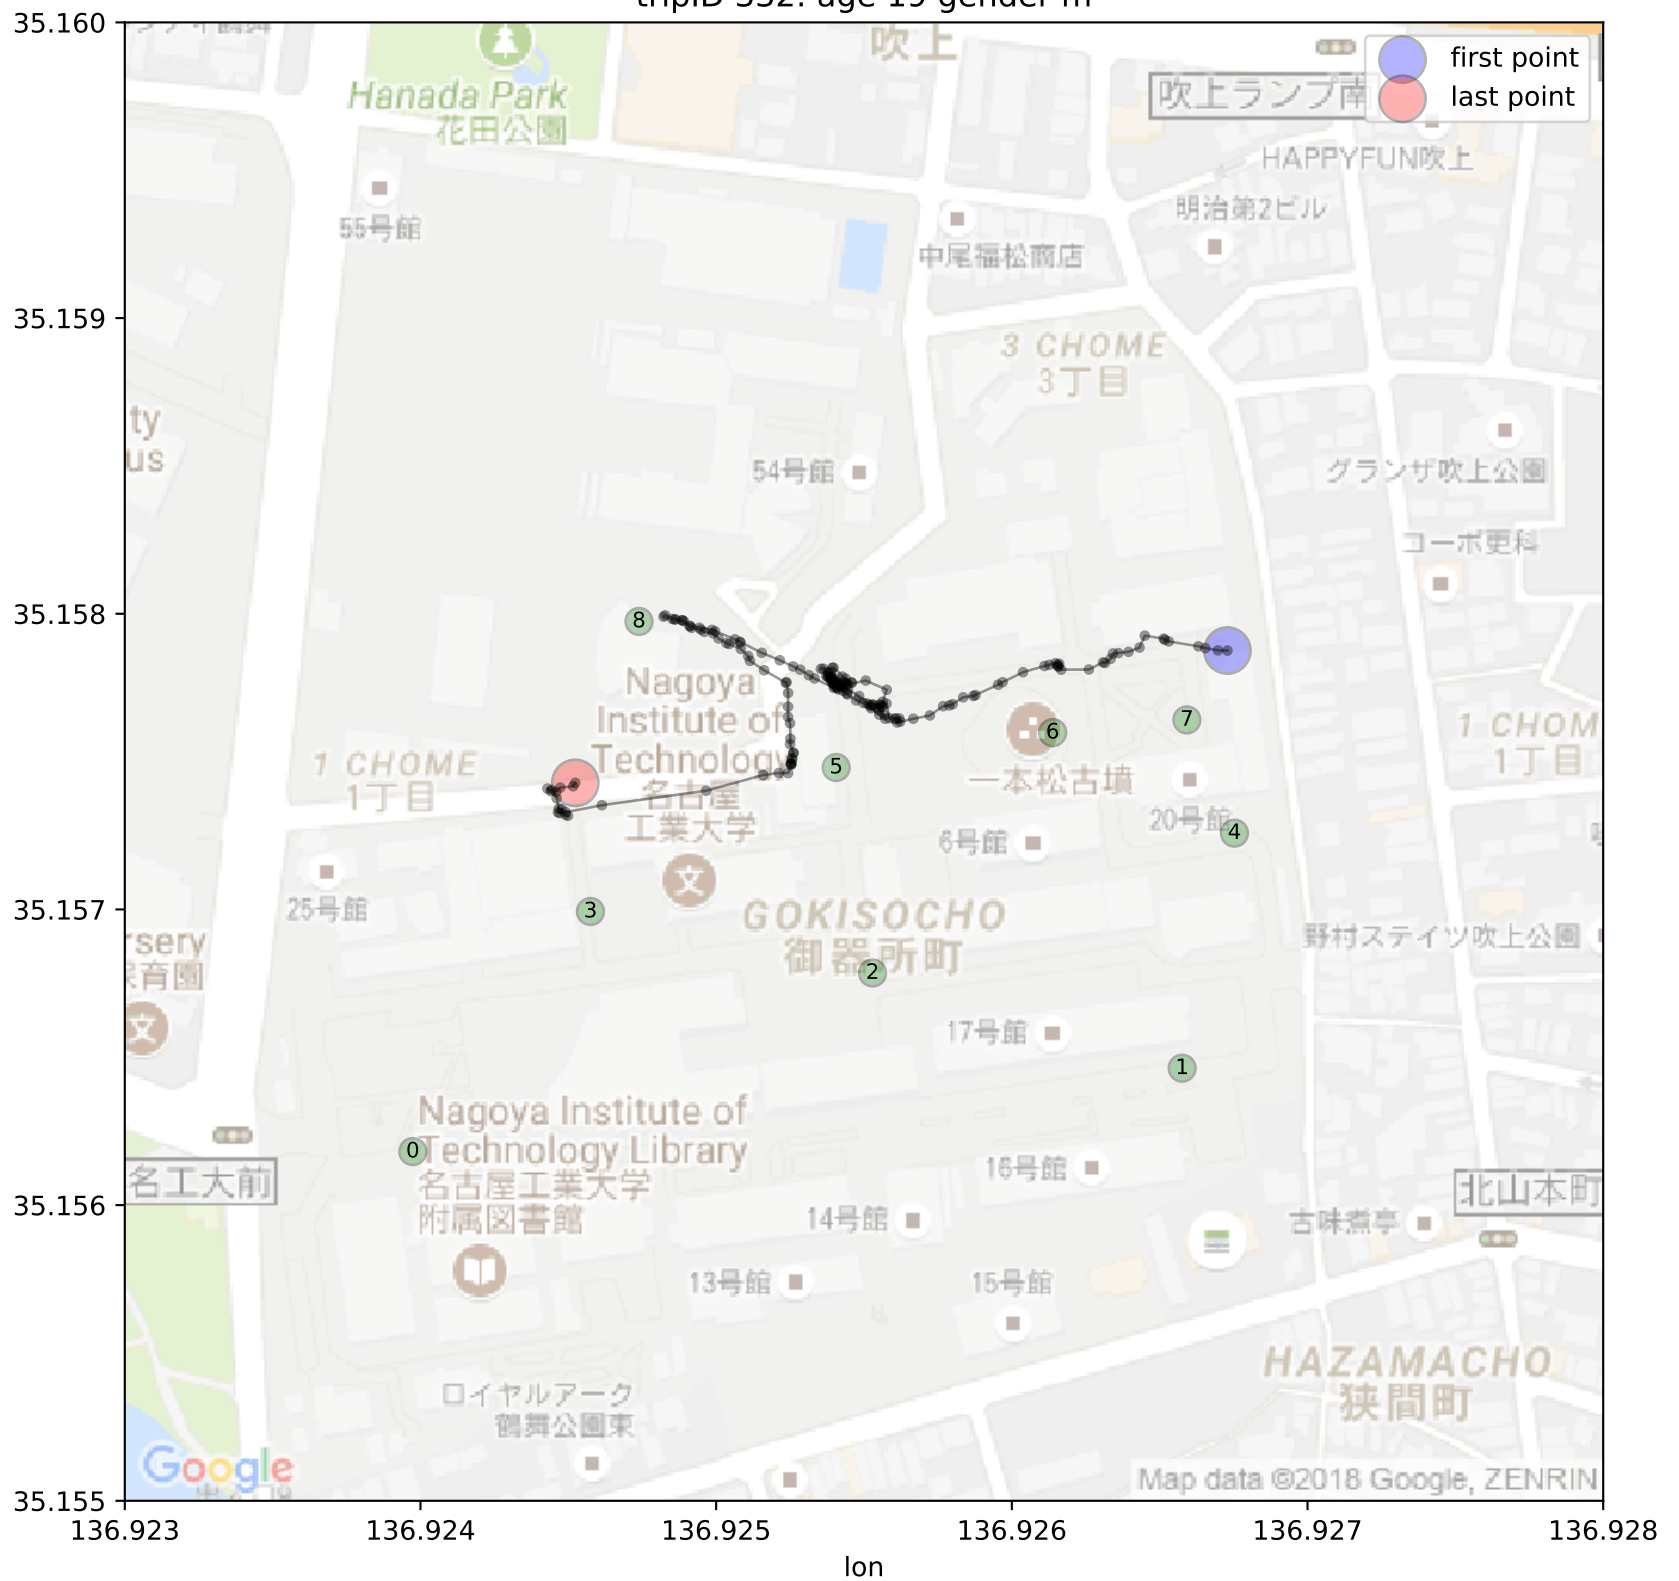 35.160
first point
last point
吹上
吹上ランプ南
Hanada Park
花田公園
HAPPYFUN吹上
明治第2ビル
55号館
中尾福松商店
35.159
3 CHOME
3丁目
ty
us
54号館
グランザ吹上公園
コーポ更科
35.158
8
Nagoya
Institute of
Technology
名古屋
工業大学
7
6
5
1 CHOME
1丁目
1 CHOM
1丁目
一本松古墳
20号館
4
6号館
35.157
25号館
3
GOKISOCHO
御器所町
2
rsery
保育園
野村ステイツ吹上公園
17号館
1
Nagoya Institute of
Technology Library
名古屋工業大学
附属図書館
0
名工大前
16号館
北山本町
35.156
14号館
古味煮亭
13号館
15号館
HAZAMACHO
狭間町
ロイヤルアーク
鶴舞公園東
Google
Map data ©2018 Google, ZENRIN
35.155
136.923
136.924
136.925
136.926
136.927
136.928
lon